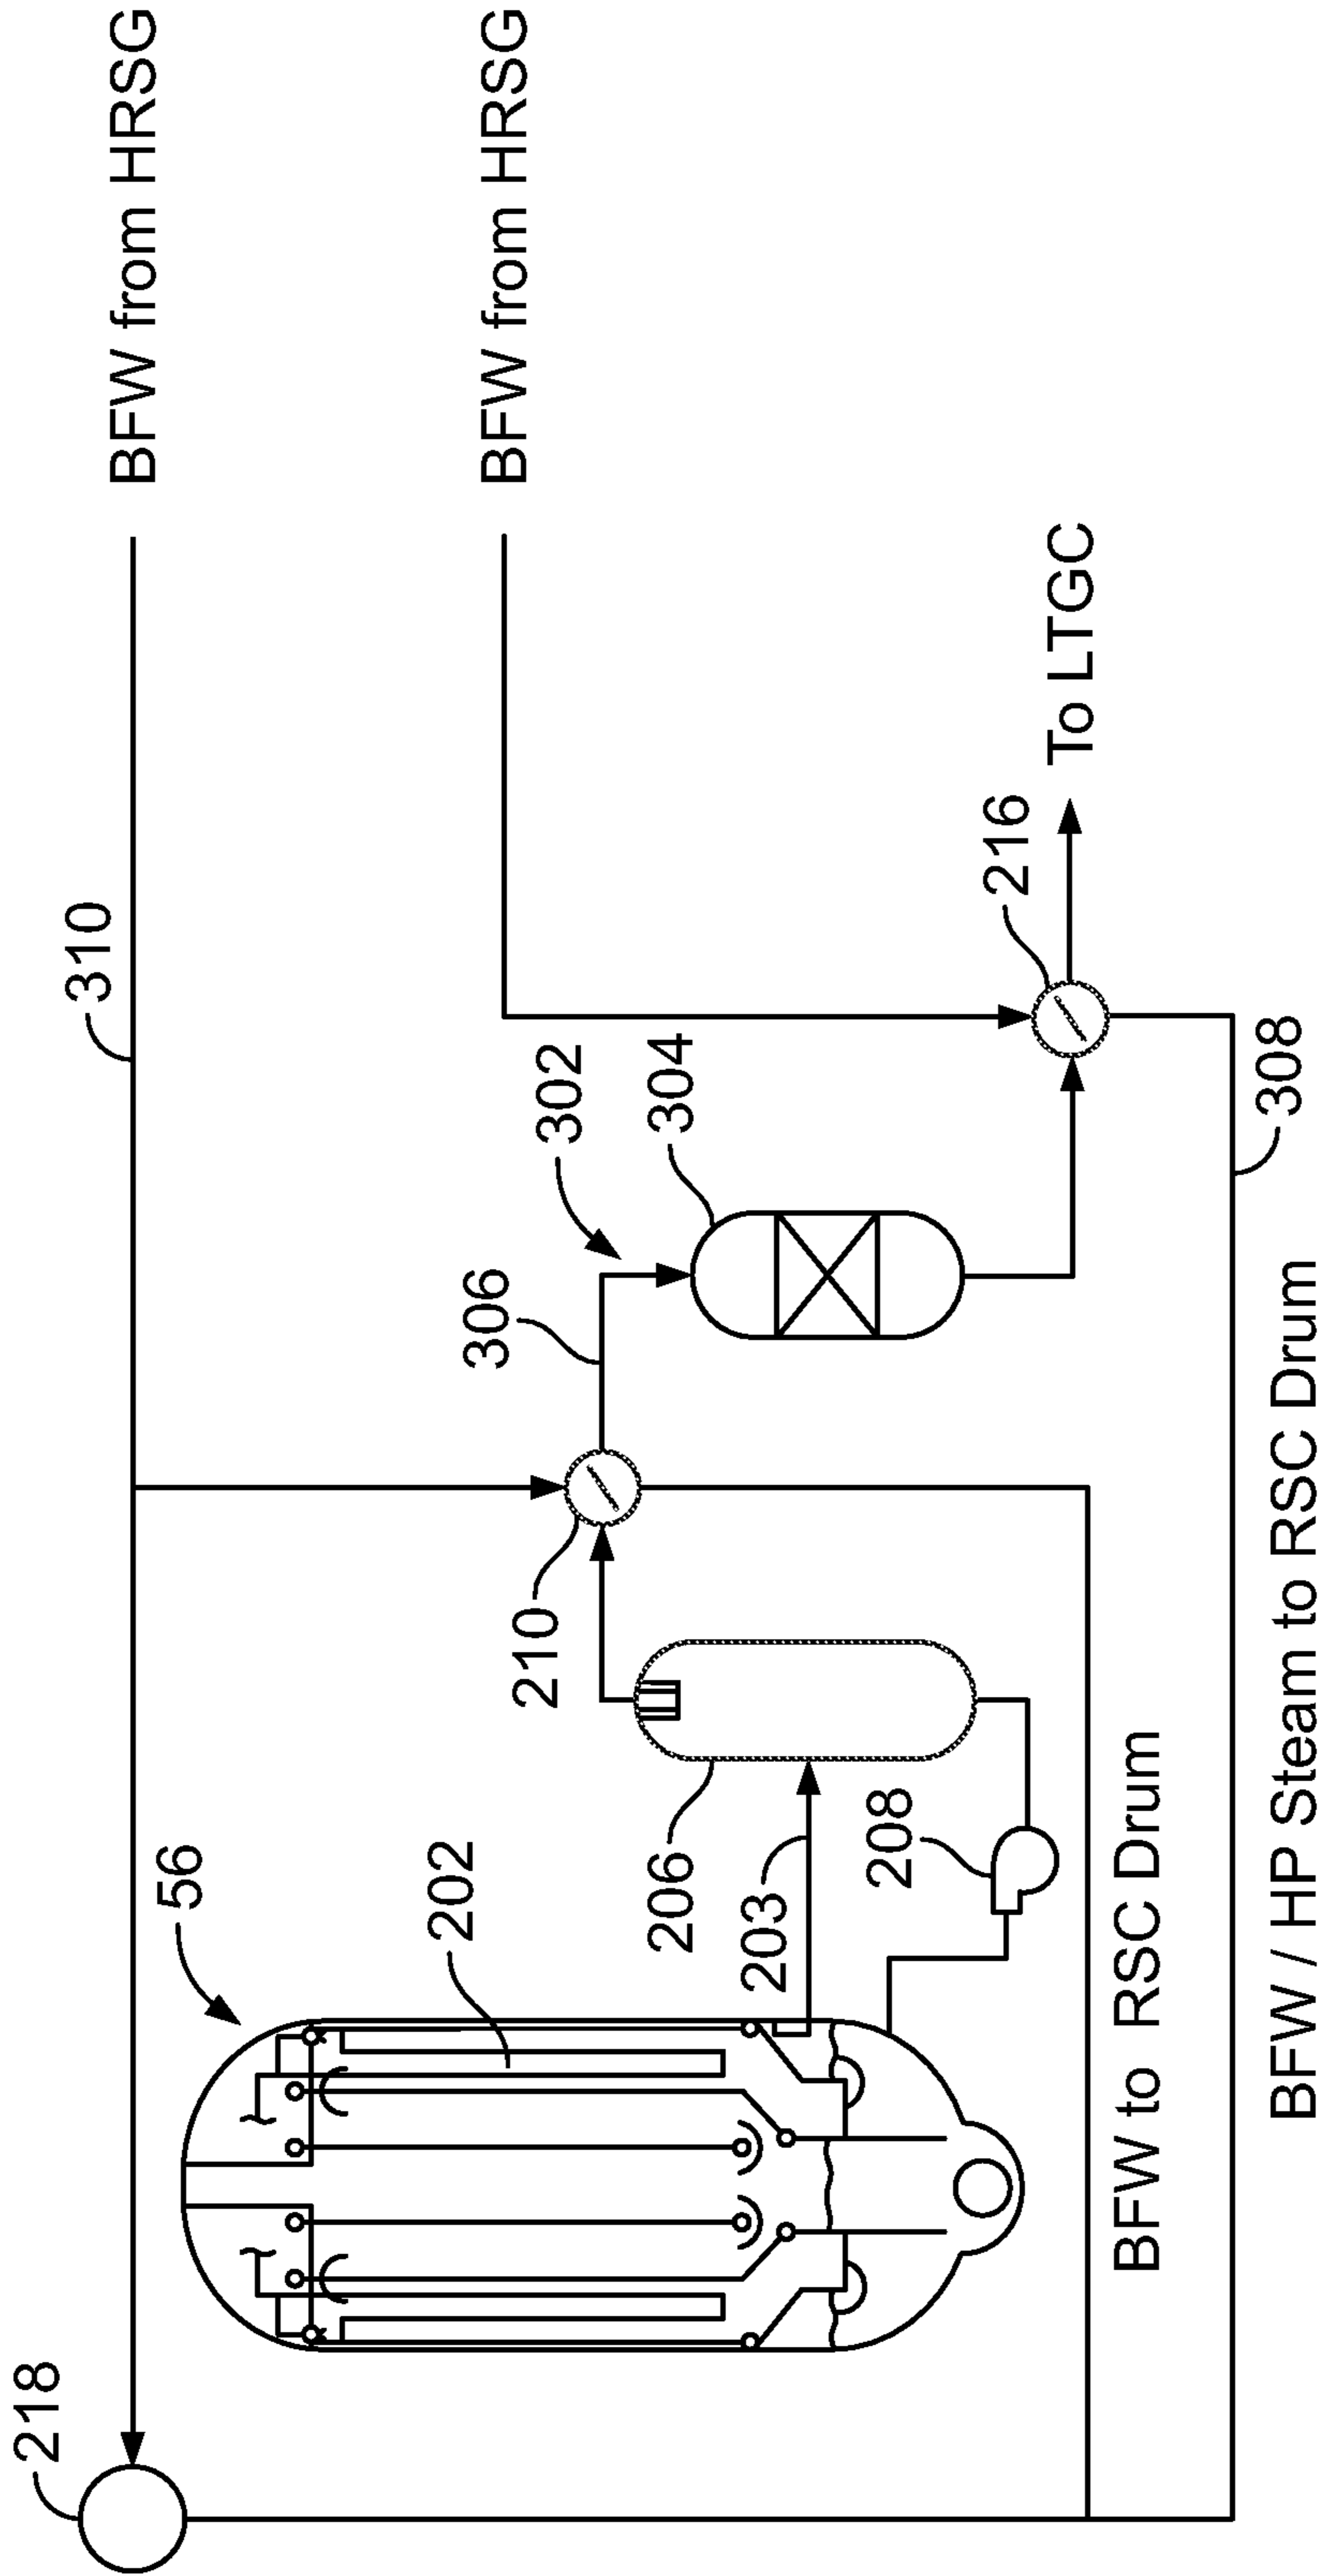 218
310
BFW from HRSG
56
202
BFW from HRSG
210
306
302
304
206
203
208
216
To LTGC
BFW to RSC Drum
308
BFW / HP Steam to RSC Drum